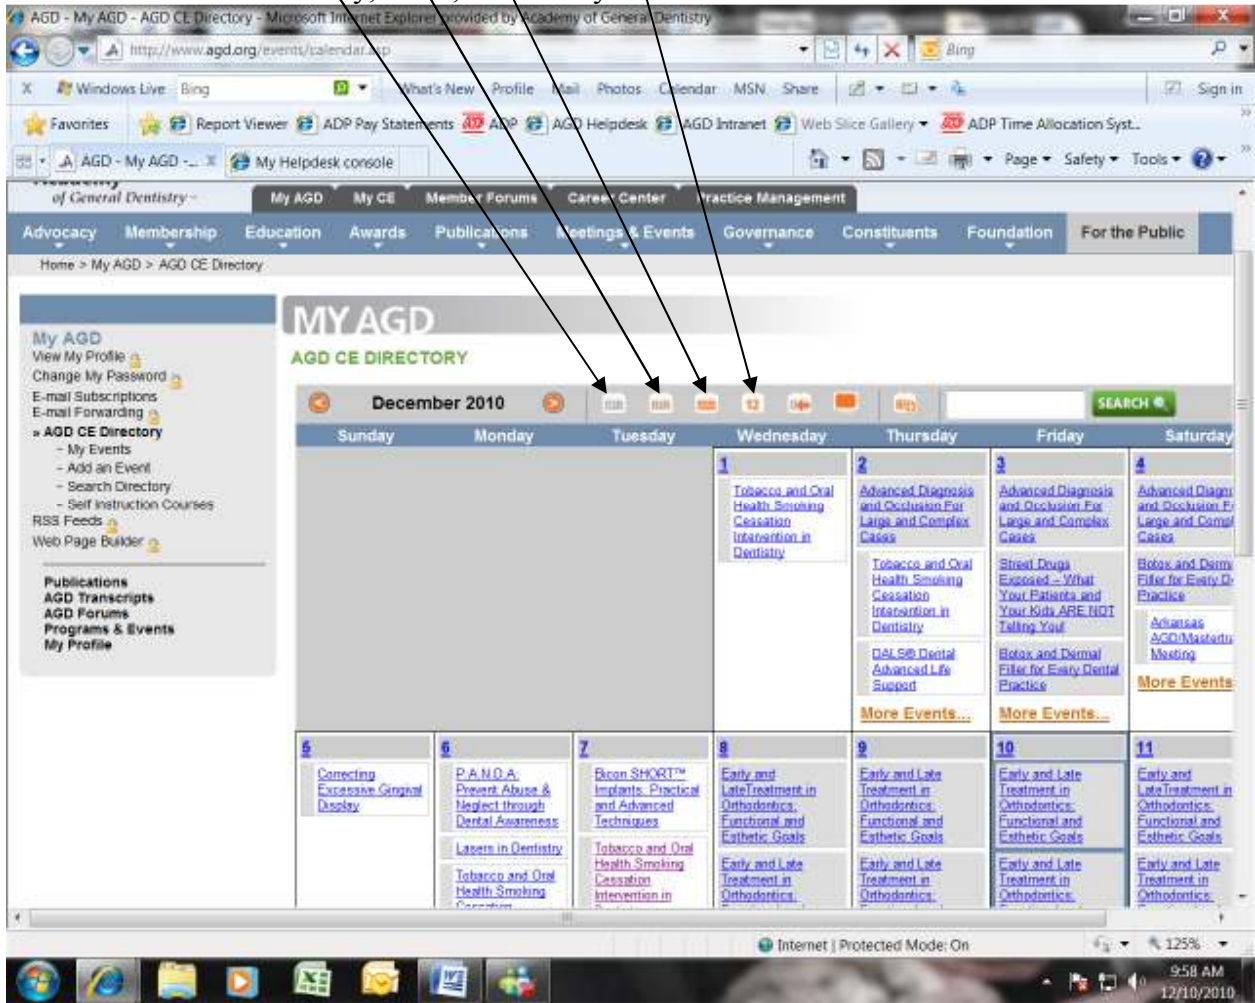 AGD - My AGD - AGD CE Directory - Microsoft Internet Explorer provided by Academy of General Dentistry
http://www.agd.org/events/calendar.asp
Bing
X Windows Live Bing
What's New Profile Mail Photos Calendar MSN Share
Sign in
Favorites Report Viewer ADP Pay Statements ADP AGD Helpdesk AGD Intranet Web Slice Gallery ADP Time Allocation Syst...
AGD - My AGD -... X My Helpdesk console
Page Safety Tools
of General Dentistry
My AGD My CE Member Forums Career Center Practice Management
Advocacy Membership Education Awards Publications Meetings & Events Governance Constituents Foundation For the Public
Home > My AGD > AGD CE Directory
MY AGD
AGD CE DIRECTORY
My AGD
View My Profile
Change My Password
E-mail Subscriptions
E-mail Forwarding
» AGD CE Directory
- My Events
- Add an Event
- Search Directory
- Self Instruction Courses
RSS Feeds
Web Page Builder
Publications
AGD Transcripts
AGD Forums
Programs & Events
My Profile
December 2010
12
SEARCH
Sunday Monday Tuesday Wednesday Thursday Friday Saturday
1
Tobacco and Oral
Health Smoking
Cessation
Intervention in
Dentistry
2
Advanced Diagnosis
and Occlusion For
Large and Complex
Cases
Tobacco and Oral
Health Smoking
Cessation
Intervention in
Dentistry
DALS® Dental
Advanced Life
Support
More Events...
3
Advanced Diagnosis
and Occlusion For
Large and Complex
Cases
Street Drugs
Exposed – What
Your Patients and
Your Kids ARE NOT
Telling You!
Botox and Dermal
Filler for Every Dental
Practice
More Events...
4
Advanced Diagn
and Occlusion F
Large and Compl
Cases
Botox and Derm
Filler for Every D
Practice
Arkansas
AGD/Mastertr
Meeting
More Events
5
Correcting
Excessive Gingival
Display
6
P.A.N.D.A:
Prevent Abuse &
Neglect through
Dental Awareness
Lasers in Dentistry
Tobacco and Oral
Health Smoking
Cessation
7
Bicon SHORT™
Implants: Practical
and Advanced
Techniques
Tobacco and Oral
Health Smoking
Cessation
Intervention in
8
Early and
LateTreatment in
Orthodontics:
Functional and
Esthetic Goals
Early and Late
Treatment in
Orthodontics:
9
Early and Late
Treatment in
Orthodontics:
Functional and
Esthetic Goals
Early and Late
Treatment in
Orthodontics:
10
Early and Late
Treatment in
Orthodontics:
Functional and
Esthetic Goals
Early and Late
Treatment in
Orthodontics:
11
Early and
LateTreatment in
Orthodontics:
Functional and
Esthetic Goals
Early and Late
Treatment in
Orthodontics:
Internet | Protected Mode: On
125%
9:58 AM
12/10/2010